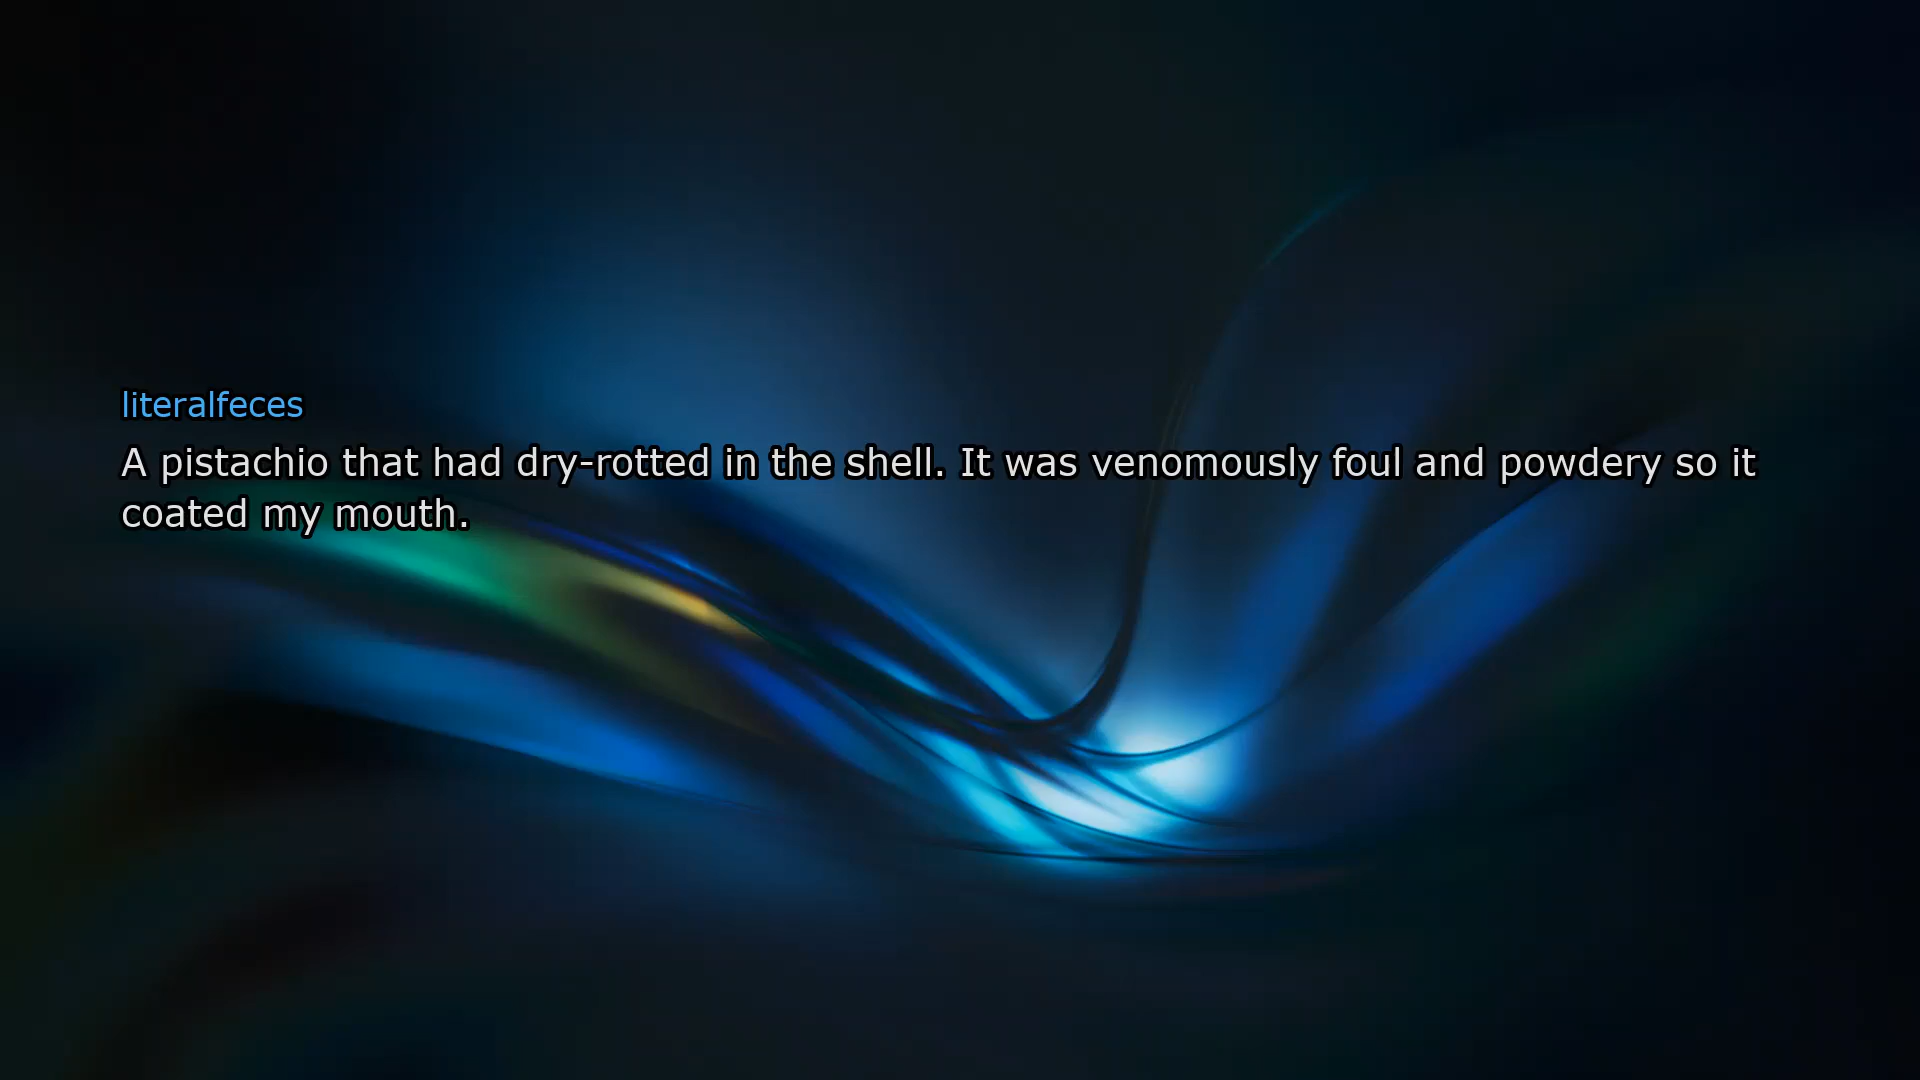 literalfeces
A pistachio that had dry-rotted in the shell. It was venomously foul and powdery so it
coated my mouth.